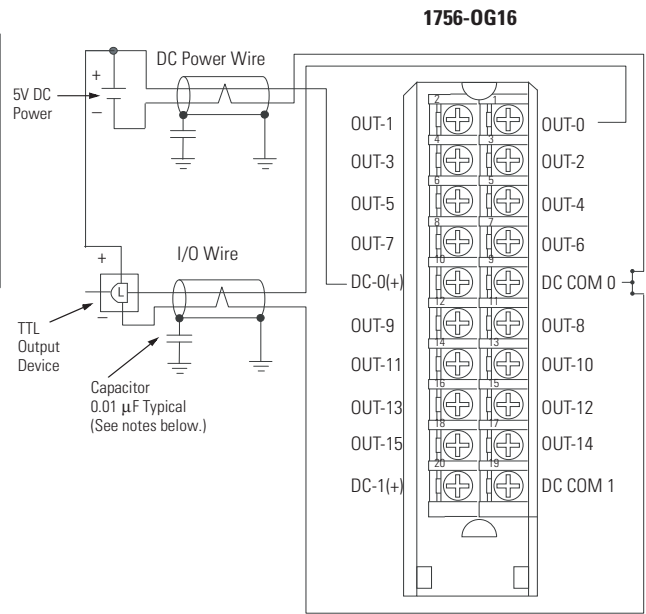 1756-OG16
DC Power Wire
+
5V DC
Power
–
I/O Wire
+
L
–
TTL
Output
Device
Capacitor
0.01 µF Typical
(See notes below.)
OUT-1 2 1 OUT-0
OUT-3 4 3 OUT-2
OUT-5 6 5 OUT-4
OUT-7 8 7 OUT-6
DC-0(+) 10 9 DC COM 0
OUT-9 12 11 OUT-8
OUT-11 14 13 OUT-10
OUT-13 16 15 OUT-12
OUT-15 18 17 OUT-14
DC-1(+) 20 19 DC COM 1